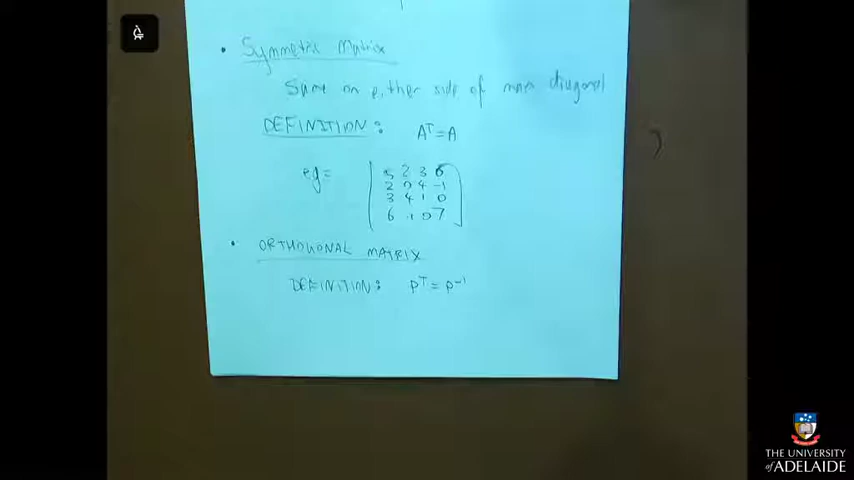 • Symmetric Matrix
Same on either side of main diagonal
DEFINITION: Aᵀ=A
eg=
5 2 3 6
2 0 4 -1
3 4 1 0
6 -1 0 7
• ORTHOGONAL MATRIX
DEFINITION: Pᵀ=P⁻¹
THE UNIVERSITY
of ADELAIDE